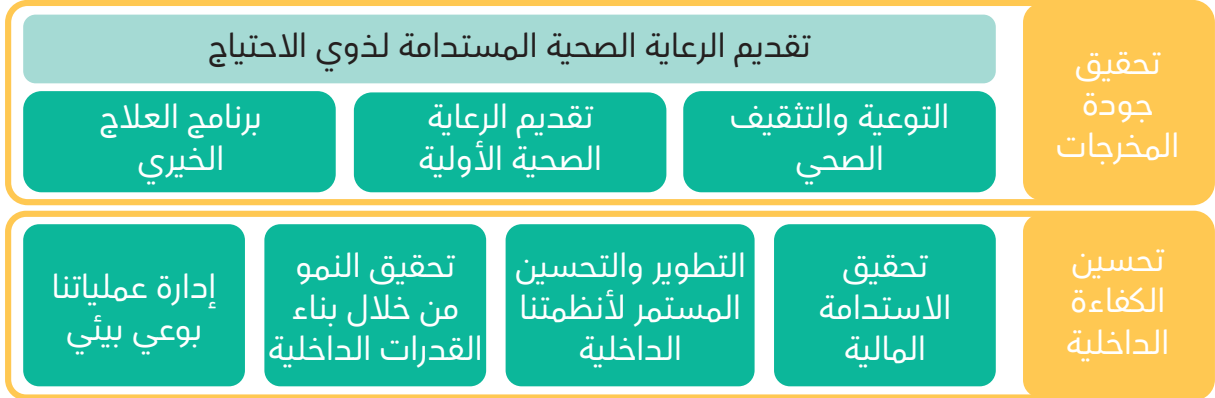 تحقيق
جودة
المخرجات
تقديم الرعاية الصحية المستدامة لذوي الاحتياج
التوعية والتثقيف
الصحي
تقديم الرعاية
الصحية الأولية
برنامج العلاج
الخيري
تحسين
الكفاءة
الداخلية
تحقيق
الاستدامة
المالية
التطوير والتحسين
المستمر لأنظمتنا
الداخلية
تحقيق النمو
من خلال بناء
القدرات الداخلية
إدارة عملياتنا
بوعي بيئي